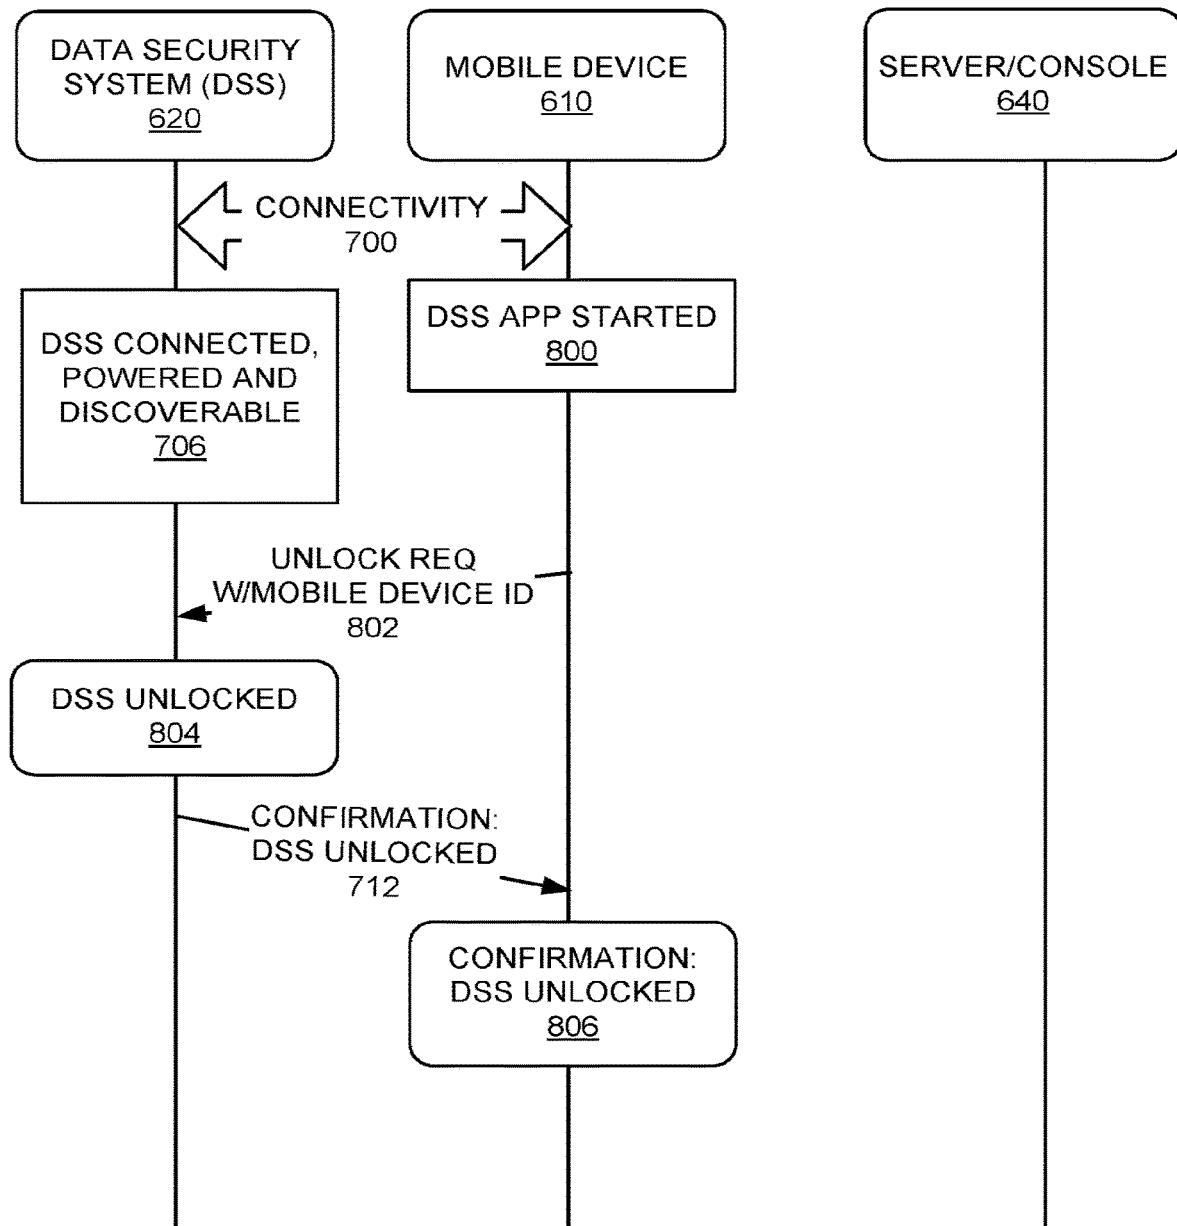 DATA SECURITY
SYSTEM (DSS)
620
MOBILE DEVICE
610
SERVER/CONSOLE
640
CONNECTIVITY
700
DSS CONNECTED,
POWERED AND
DISCOVERABLE
706
DSS APP STARTED
800
UNLOCK REQ
W/MOBILE DEVICE ID
802
DSS UNLOCKED
804
CONFIRMATION:
DSS UNLOCKED
712
CONFIRMATION:
DSS UNLOCKED
806